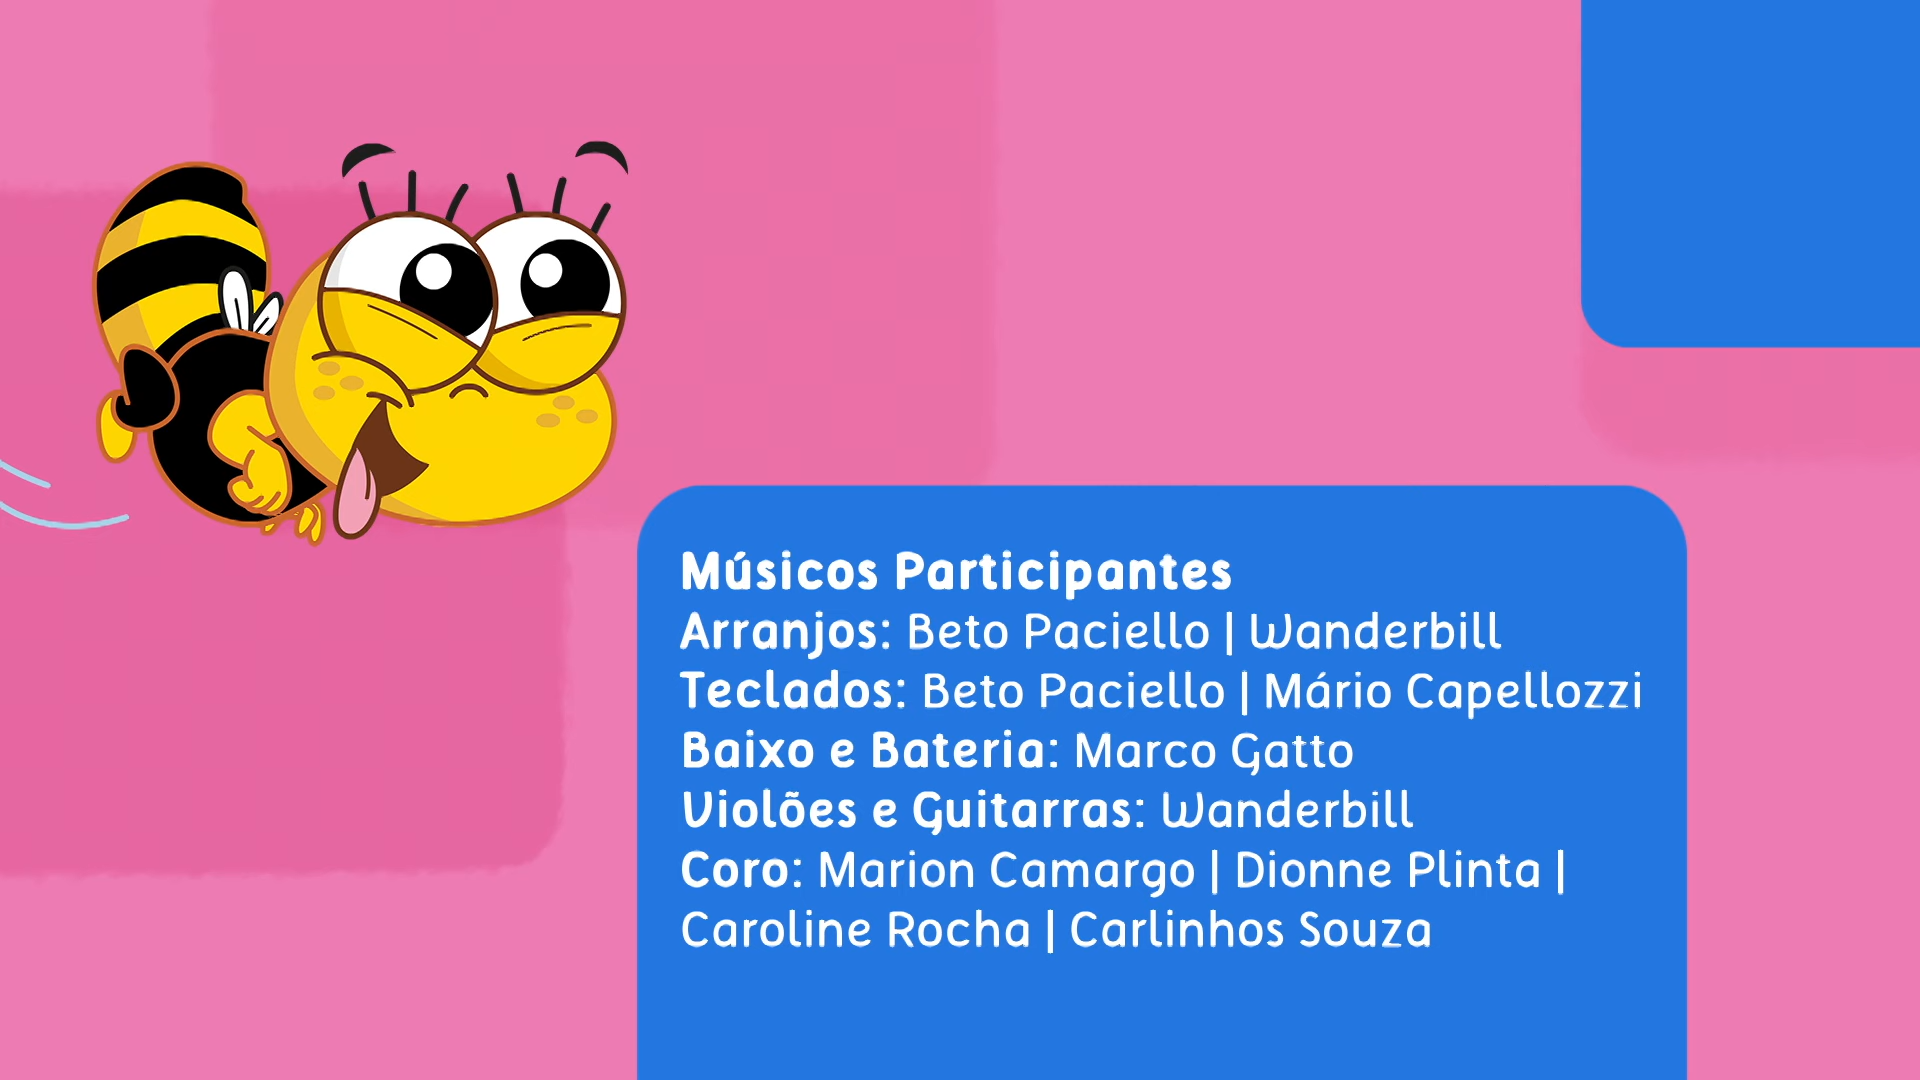 Músicos Participantes
Arranjos: Beto Paciello | Wanderbill
Teclados: Beto Paciello | Mário Capellozzi
Baixo e Bateria: Marco Gatto
Violões e Guitarras: Wanderbill
Coro: Marion Camargo | Dionne Plinta |
Caroline Rocha | Carlinhos Souza